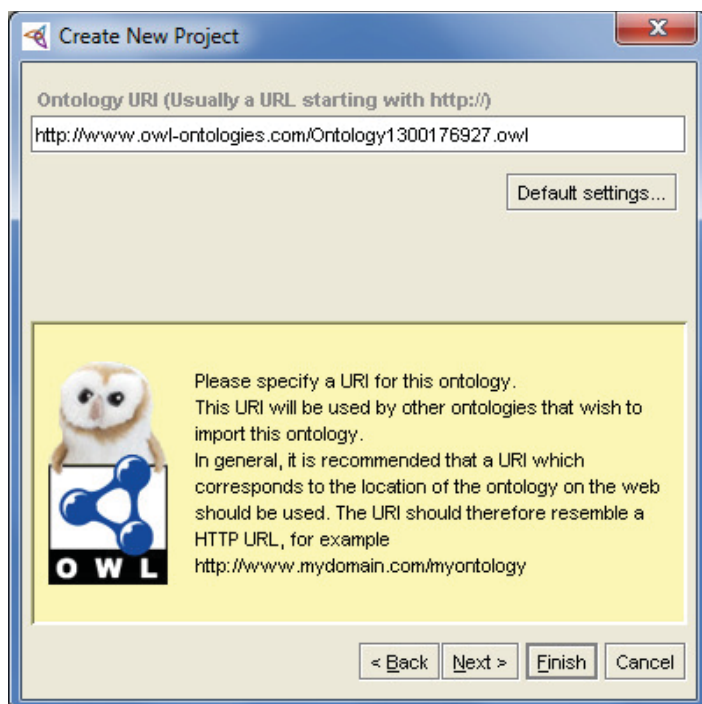 Create New Project
X
Ontology URI (Usually a URL starting with http://)
http://www.owl-ontologies.com/Ontology1300176927.owl
Default settings...
Please specify a URI for this ontology.
This URI will be used by other ontologies that wish to
import this ontology.
In general, it is recommended that a URI which
corresponds to the location of the ontology on the web
should be used. The URI should therefore resemble a
HTTP URL, for example
http://www.mydomain.com/myontology
OWL
< Back Next > Finish Cancel